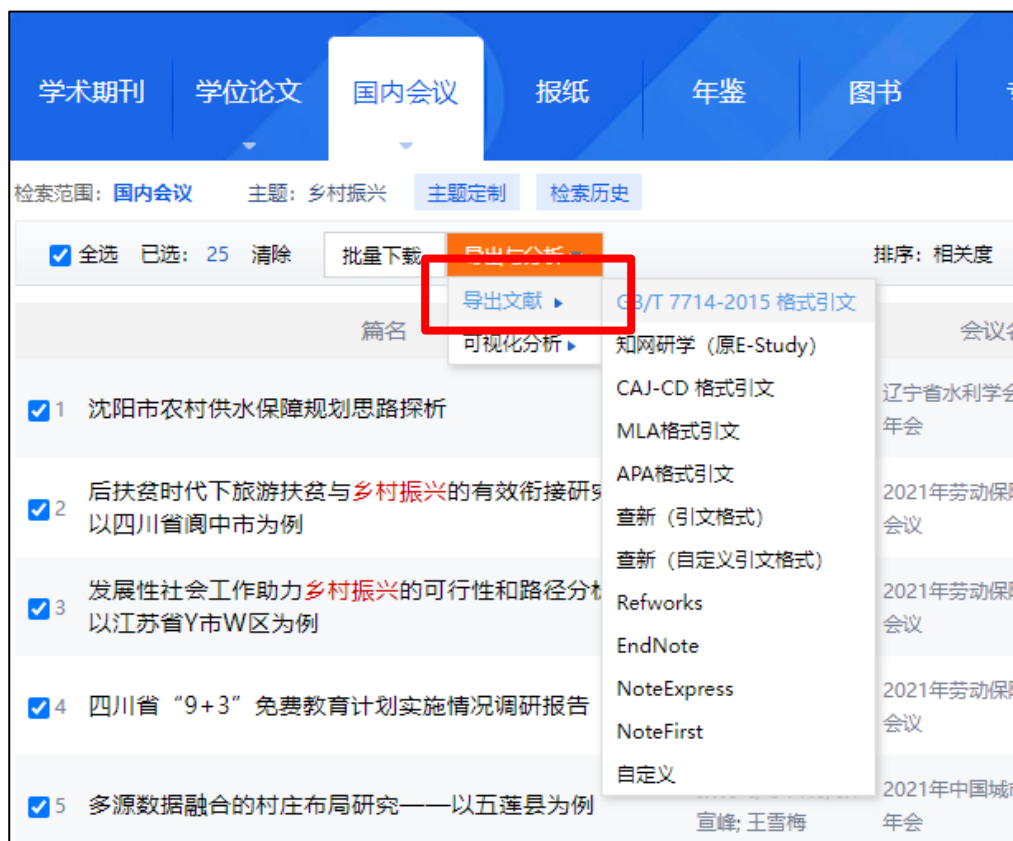 学术期刊 学位论文 国内会议 报纸 年鉴 图书
检索范围：国内会议 主题：乡村振兴 主题定制 检索历史
全选 已选：25 清除 批量下载 导出与分析 排序：相关度
导出文献 GB/T 7714-2015 格式引文
篇名 可视化分析 知网研学（原E-Study） 会议
CAJ-CD 格式引文
MLA格式引文
APA格式引文
查新（引文格式）
查新（自定义引文格式）
Refworks
EndNote
NoteExpress
NoteFirst
自定义
1 沈阳市农村供水保障规划思路探析 辽宁省水利学会
年会
2 后扶贫时代下旅游扶贫与乡村振兴的有效衔接研究 2021年劳动保障
以四川省阆中市为例 会议
3 发展性社会工作助力乡村振兴的可行性和路径分析 2021年劳动保障
以江苏省Y市W区为例 会议
4 四川省“9+3”免费教育计划实施情况调研报告 2021年劳动保障
会议
5 多源数据融合的村庄布局研究——以五莲县为例 2021年中国城市
宣峰; 王雪梅 年会